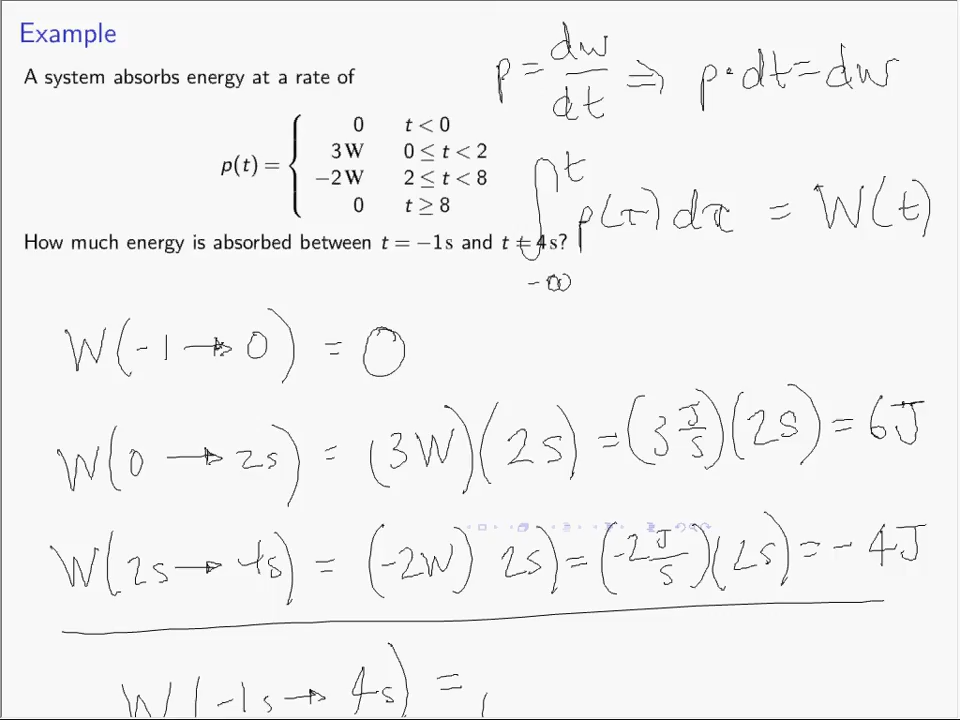 Example
A system absorbs energy at a rate of
p = dw/dt ⇒ p · dt = dw
p(t) = { 0 t < 0
3 W 0 ≤ t < 2
−2 W 2 ≤ t < 8
0 t ≥ 8
∫_{-∞}^{t} p(τ) dτ = W(t)
How much energy is absorbed between t = −1 s and t = 4 s?
W(-1 → 0) = 0
W(0 → 2s) = (3W)(2s) = (3 J/s)(2s) = 6J
W(2s → 4s) = (-2W) 2s) = (-2 J/s)(2s) = -4J
W(-1s → 4s) =